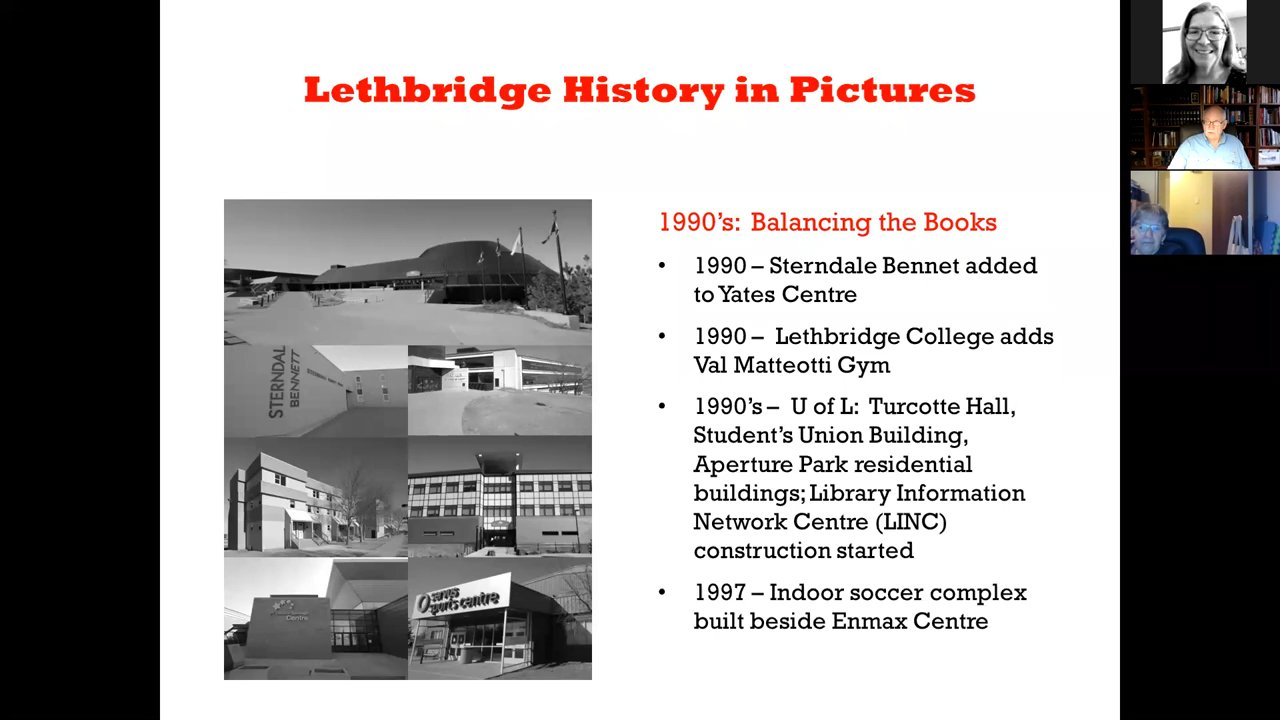 Lethbridge History in Pictures
STERNDALE
BENNETT
Centre
servus
sports centre
1990's: Balancing the Books
• 1990 – Sterndale Bennet added
to Yates Centre
• 1990 – Lethbridge College adds
Val Matteotti Gym
• 1990's – U of L: Turcotte Hall,
Student's Union Building,
Aperture Park residential
buildings; Library Information
Network Centre (LINC)
construction started
• 1997 – Indoor soccer complex
built beside Enmax Centre